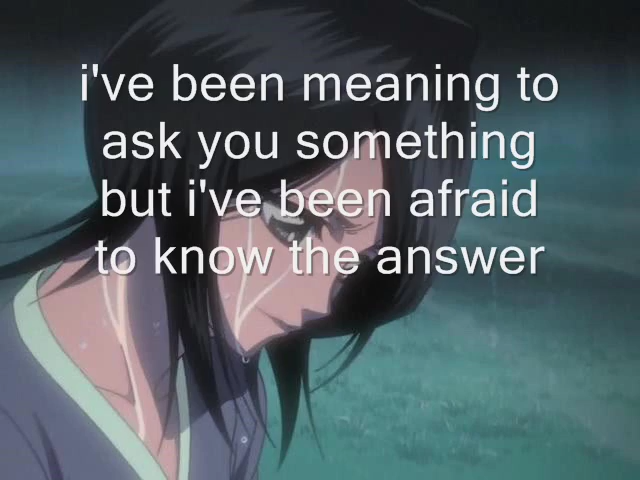 i've been meaning to
ask you something
but i've been afraid
to know the answer